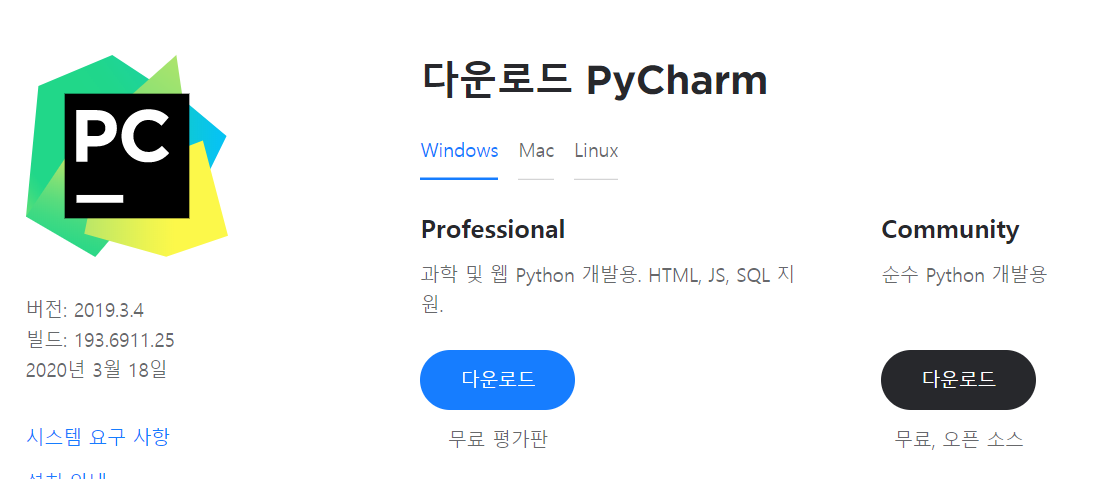 PC
다운로드 PyCharm
Windows Mac Linux
Professional
과학 및 웹 Python 개발용. HTML, JS, SQL 지
원.
다운로드
무료 평가판
Community
순수 Python 개발용
다운로드
무료, 오픈 소스
버전: 2019.3.4
빌드: 193.6911.25
2020년 3월 18일
시스템 요구 사항